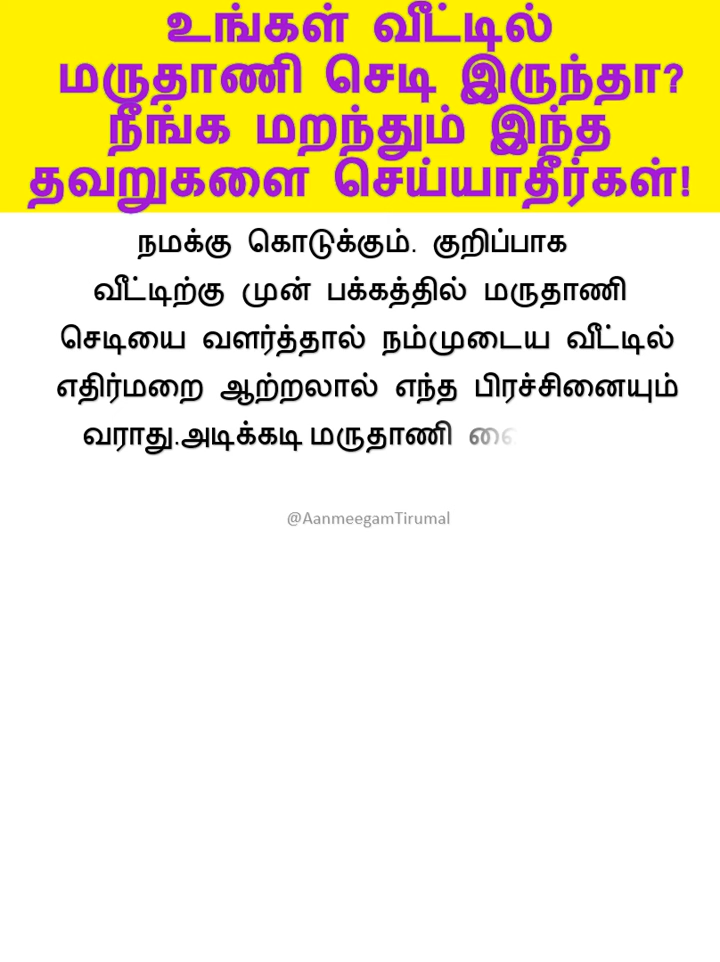 உங்கள் வீட்டில்
மருதாணி செடி இருந்தா?
நீங்க மறந்தும் இந்த
தவறுகளை செய்யாதீர்கள்!
நமக்கு கொடுக்கும். குறிப்பாக
வீட்டிற்கு முன் பக்கத்தில் மருதாணி
செடியை வளர்த்தால் நம்முடைய வீட்டில்
எதிர்மறை ஆற்றலால் எந்த பிரச்சினையும்
வராது.அடிக்கடி மருதாணி
@AanmeegamTirumal